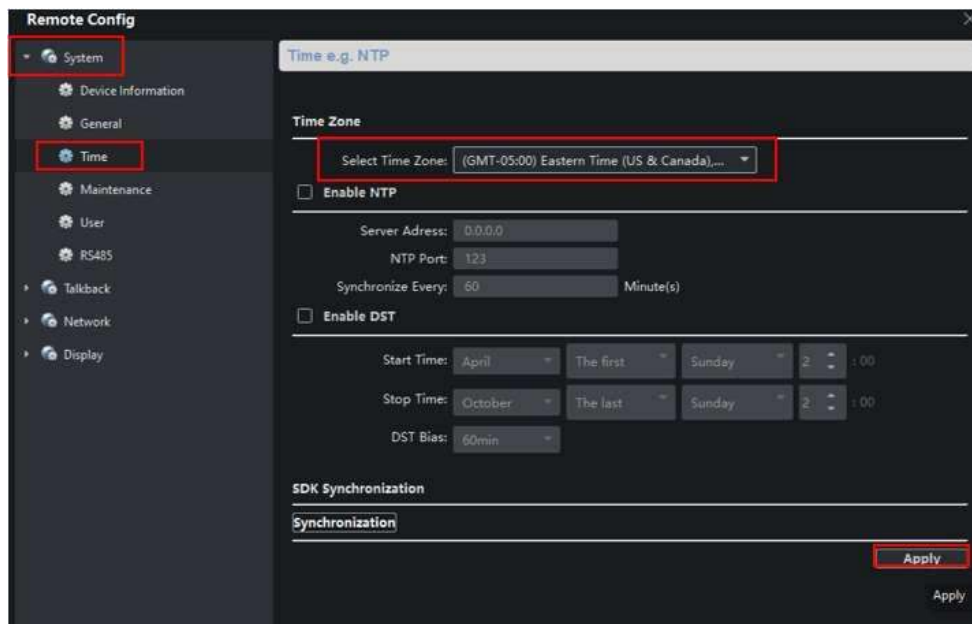 Remote Config
System
Device Information
General
Time
Maintenance
User
RS485
Talkback
Network
Display
Time e.g. NTP
Time Zone
Select Time Zone: (GMT-05:00) Eastern Time (US & Canada),...
Enable NTP
Server Adress: 0.0.0.0
NTP Port: 123
Synchronize Every: 60 Minute(s)
Enable DST
Start Time: April The first Sunday 2 : 00
Stop Time: October The last Sunday 2 : 00
DST Bias: 60min
SDK Synchronization
Synchronization
Apply
Apply